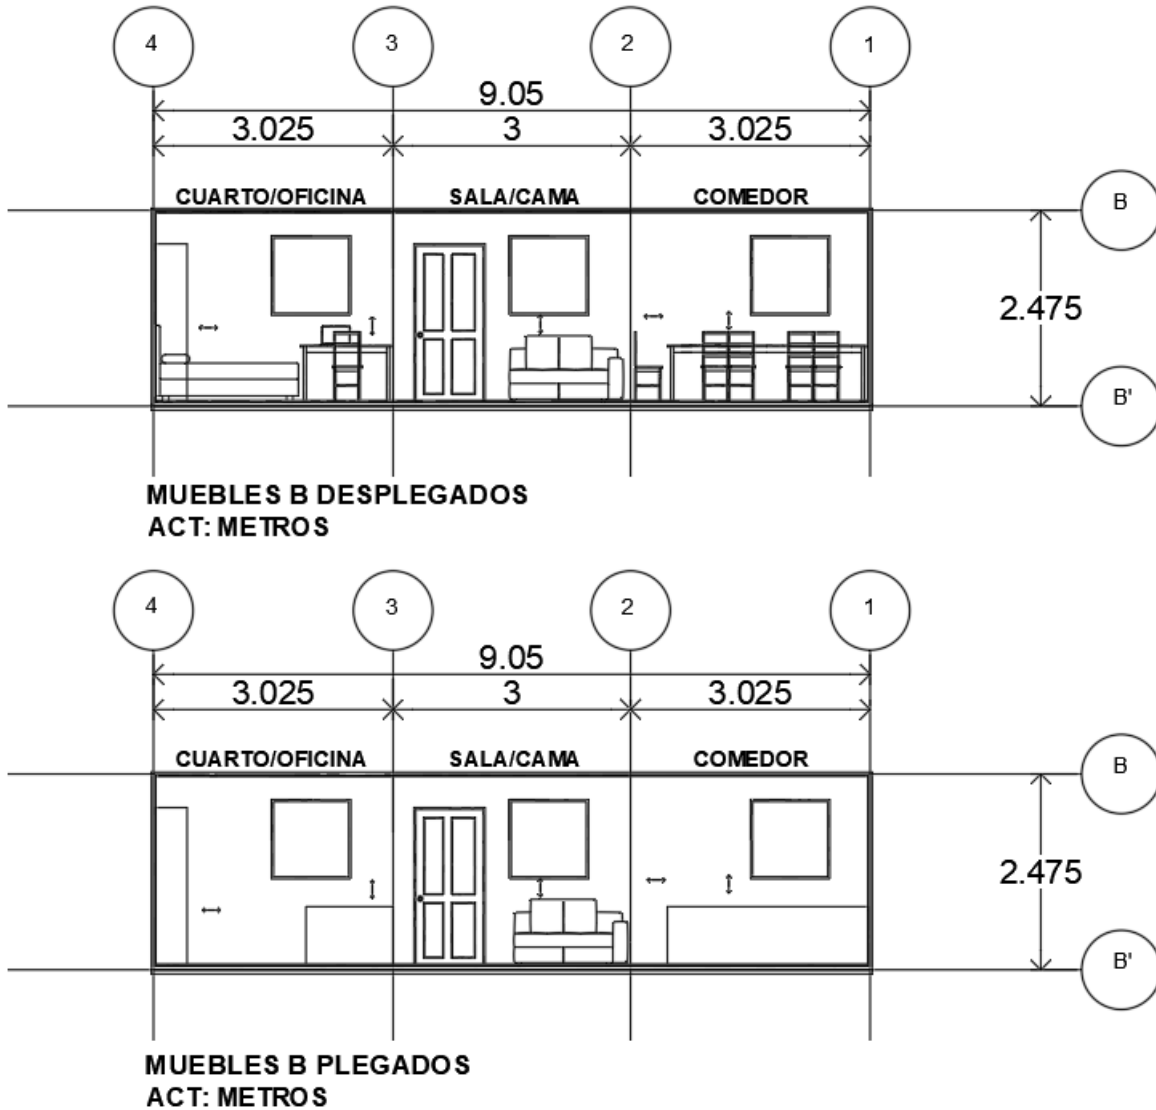 4 3 2 1
9.05
3.025 3 3.025
CUARTO/OFICINA SALA/CAMA COMEDOR
B
2.475
B'
MUEBLES B DESPLEGADOS
ACT: METROS
4 3 2 1
9.05
3.025 3 3.025
CUARTO/OFICINA SALA/CAMA COMEDOR
B
2.475
B'
MUEBLES B PLEGADOS
ACT: METROS